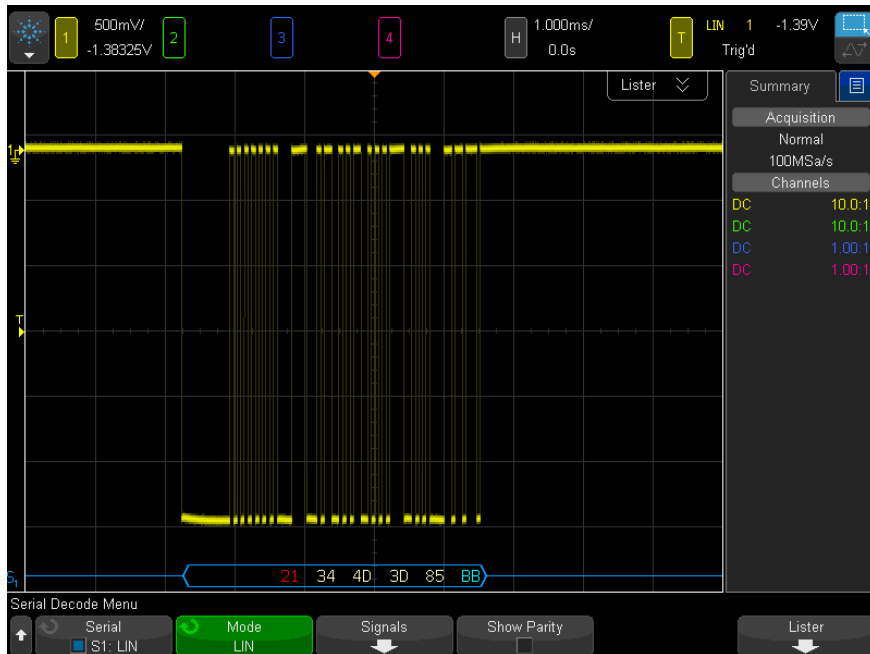 1 500mV/ -1.38325V 2 3 4 H 1.000ms/ 0.0s T LIN 1 -1.39V Trig'd
Lister
Summary
Acquisition
Normal
100MSa/s
Channels
DC 10.0:1
DC 10.0:1
DC 1.00:1
DC 1.00:1
1
T
S1 21 34 4D 3D 85 BB
Serial Decode Menu
Serial Mode Signals Show Parity Lister
S1: LIN LIN